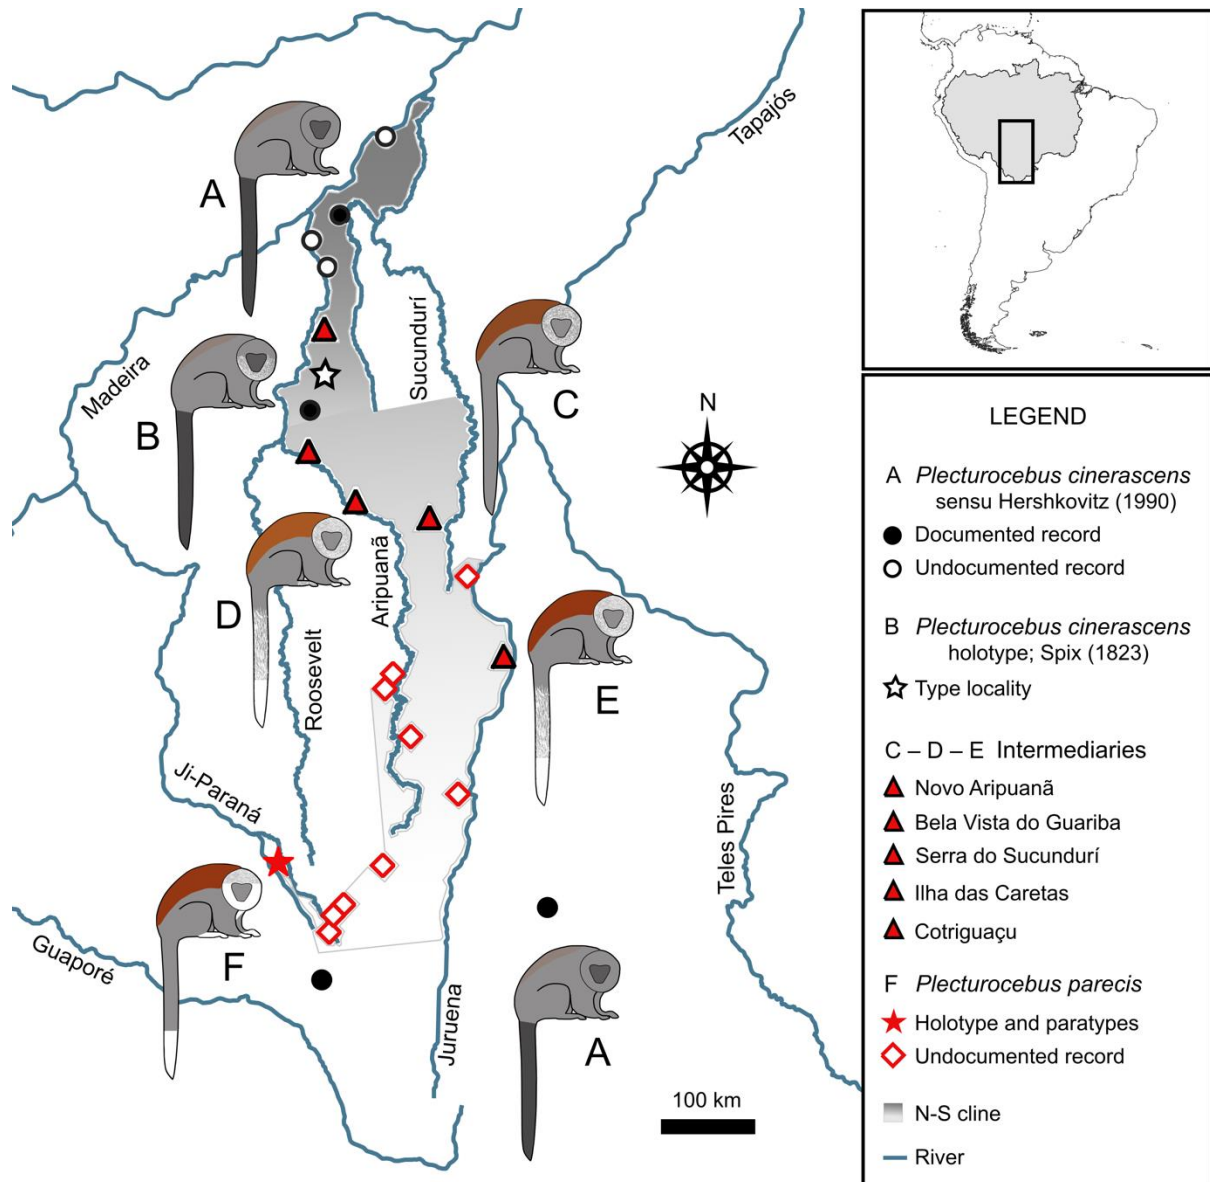 A
B
C
D
E
F
A
Madeira
Tapajós
Sucundurí
Aripuanã
Roosevelt
Ji-Paraná
Guaporé
Juruena
Teles Pires
N
100 km
LEGEND
A Plecturocebus cinerascens
sensu Hershkovitz (1990)
Documented record
Undocumented record
B Plecturocebus cinerascens
holotype; Spix (1823)
Type locality
C – D – E Intermediaries
Novo Aripuanã
Bela Vista do Guariba
Serra do Sucundurí
Ilha das Caretas
Cotriguaçu
F Plecturocebus parecis
Holotype and paratypes
Undocumented record
N-S cline
River